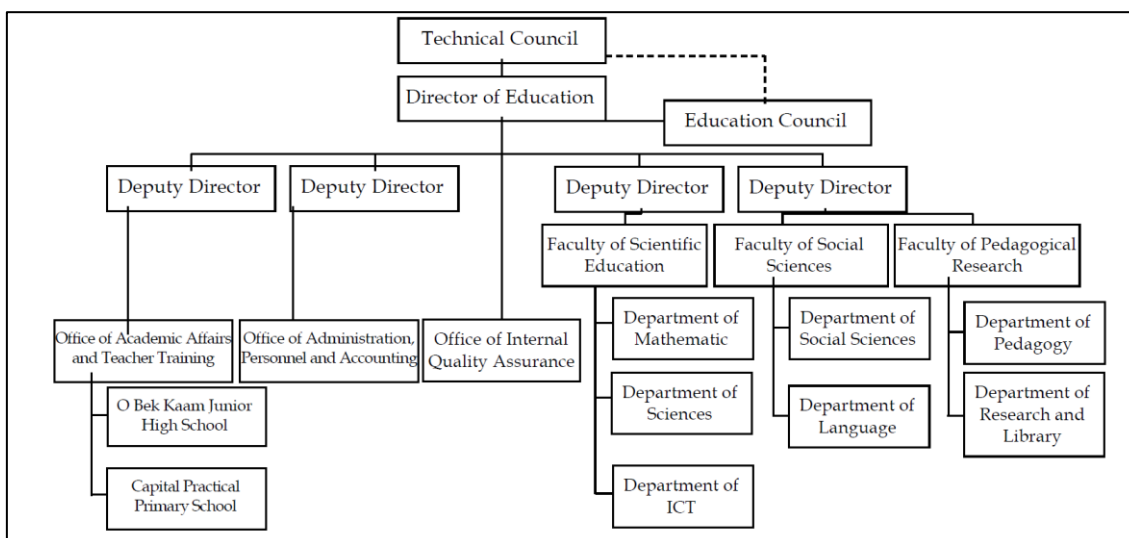 Technical Council
Director of Education
Education Council
Deputy Director
Deputy Director
Deputy Director
Deputy Director
Faculty of Scientific
Education
Faculty of Social
Sciences
Faculty of Pedagogical
Research
Office of Academic Affairs
and Teacher Training
Office of Administration,
Personnel and Accounting
Office of Internal
Quality Assurance
Department of
Mathematic
Department of
Social Sciences
Department of
Pedagogy
O Bek Kaam Junior
High School
Department of
Sciences
Department of
Language
Department of
Research and
Library
Capital Practical
Primary School
Department of
ICT